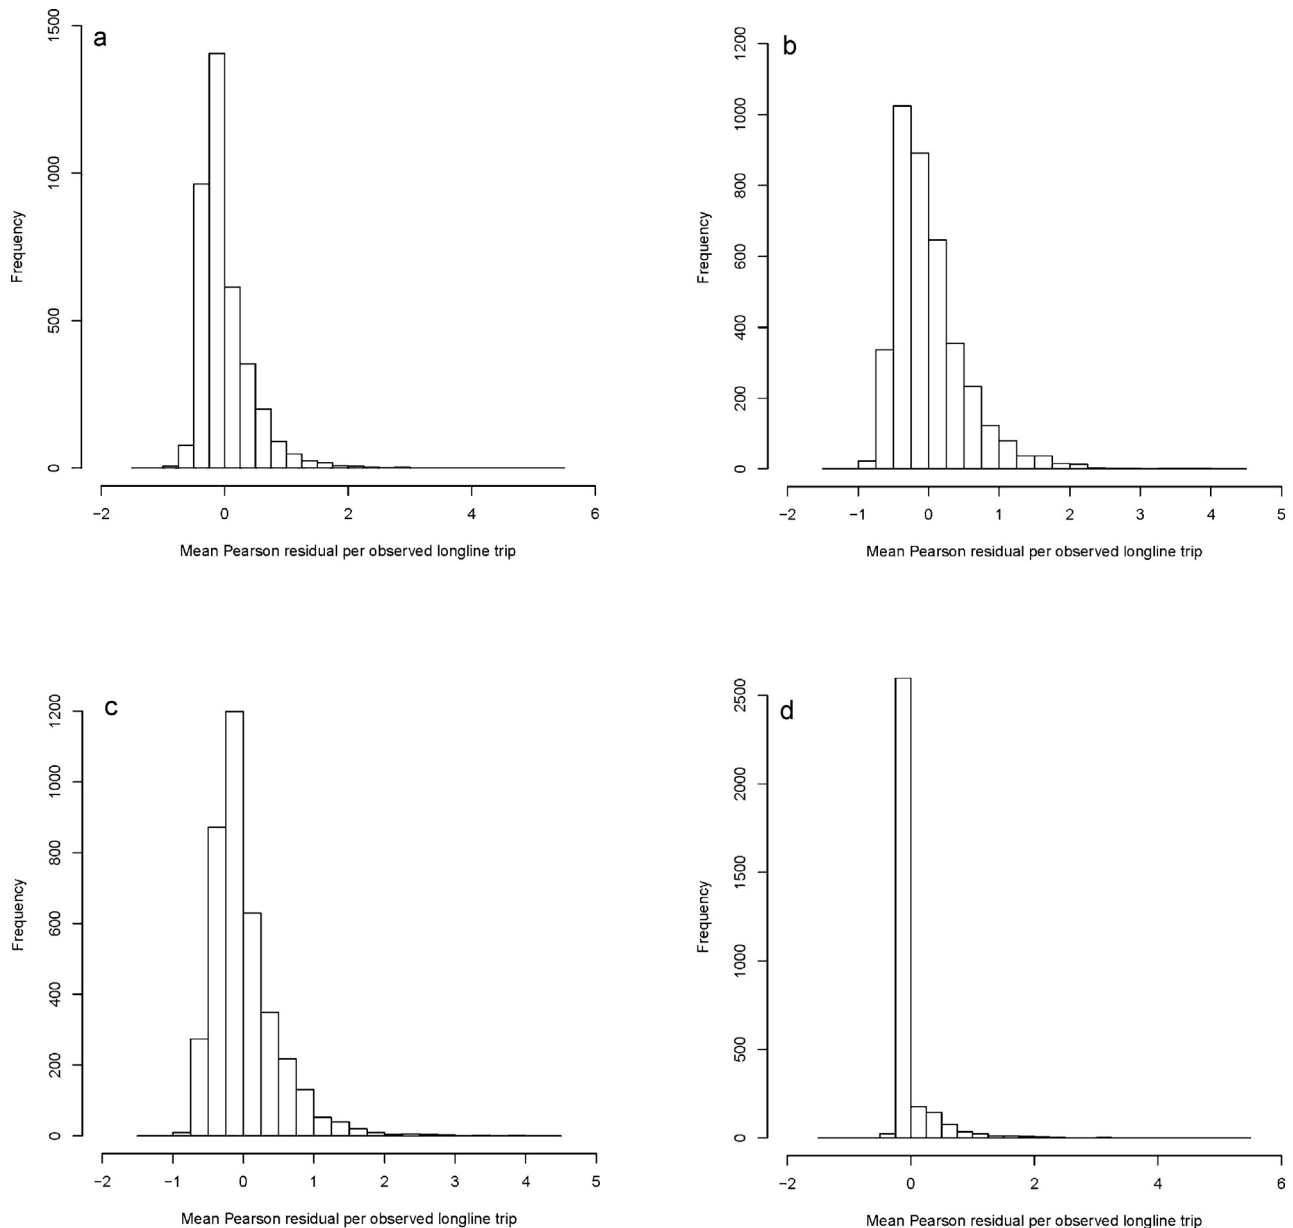 a
1500
1000
500
0
Frequency
−2 0 2 4 6
Mean Pearson residual per observed longline trip
b
1200
1000
800
600
400
200
0
Frequency
−2 −1 0 1 2 3 4 5
Mean Pearson residual per observed longline trip
c
1200
1000
800
600
400
200
0
Frequency
−2 −1 0 1 2 3 4 5
Mean Pearson residual per observed longline trip
d
2500
2000
1500
1000
500
0
Frequency
−2 0 2 4 6
Mean Pearson residual per observed longline trip